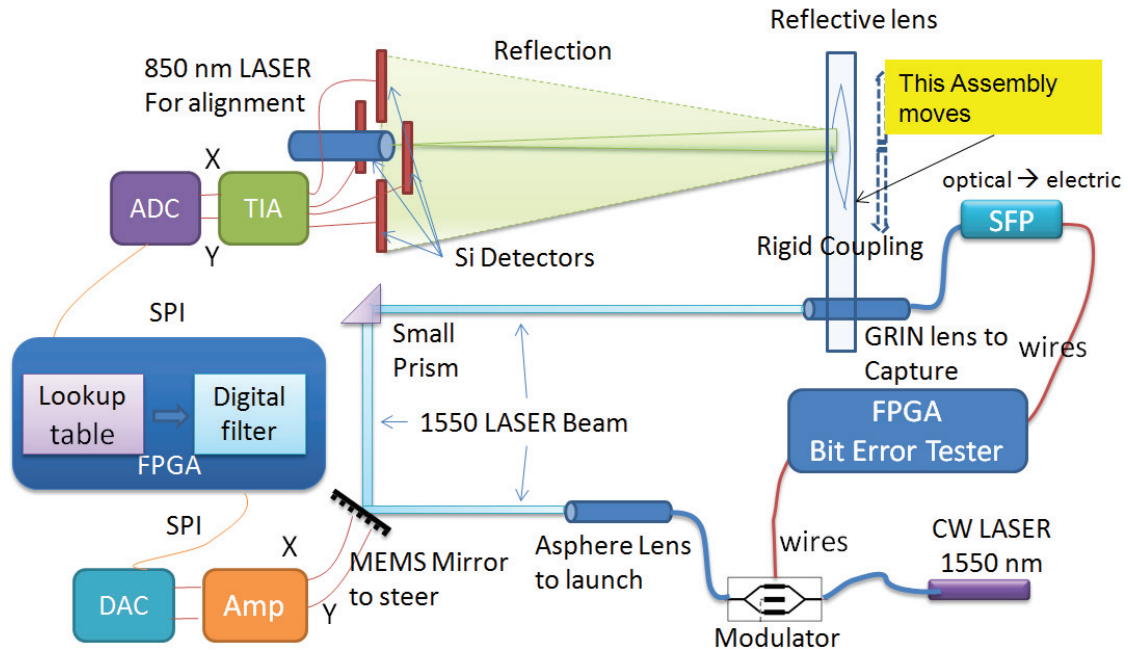 Reflective lens
Reflection
850 nm LASER
For alignment
This Assembly
moves
X
ADC
TIA
Y
optical → electric
SFP
Si Detectors
Rigid Coupling
SPI
Small
Prism
GRIN lens to
Capture
wires
Lookup
table
Digital
filter
FPGA
1550 LASER Beam
FPGA
Bit Error Tester
SPI
X
MEMS Mirror
to steer
Y
Asphere Lens
to launch
wires
CW LASER
1550 nm
DAC
Amp
Modulator